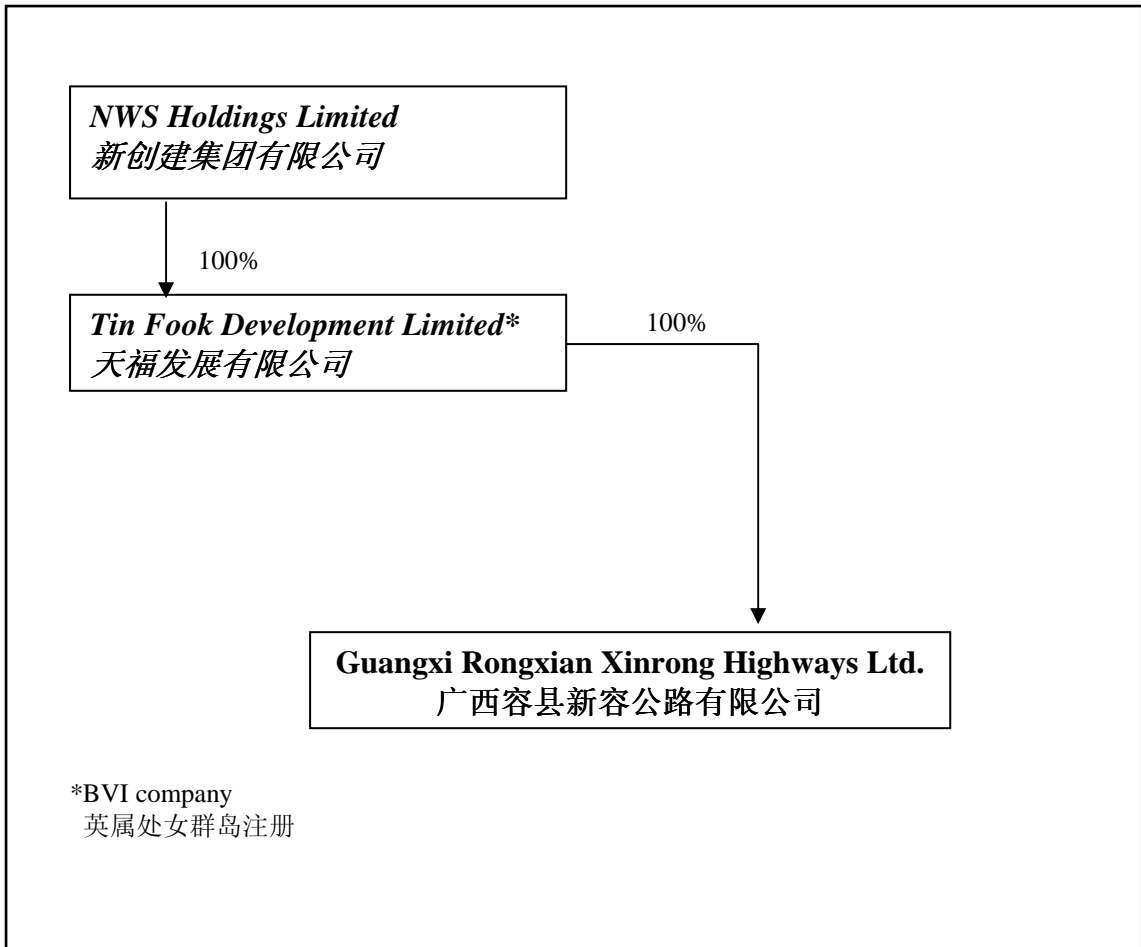 NWS Holdings Limited
新创建集团有限公司
100%
Tin Fook Development Limited*
天福发展有限公司
100%
Guangxi Rongxian Xinrong Highways Ltd.
广西容县新容公路有限公司
*BVI company
英属处女群岛注册